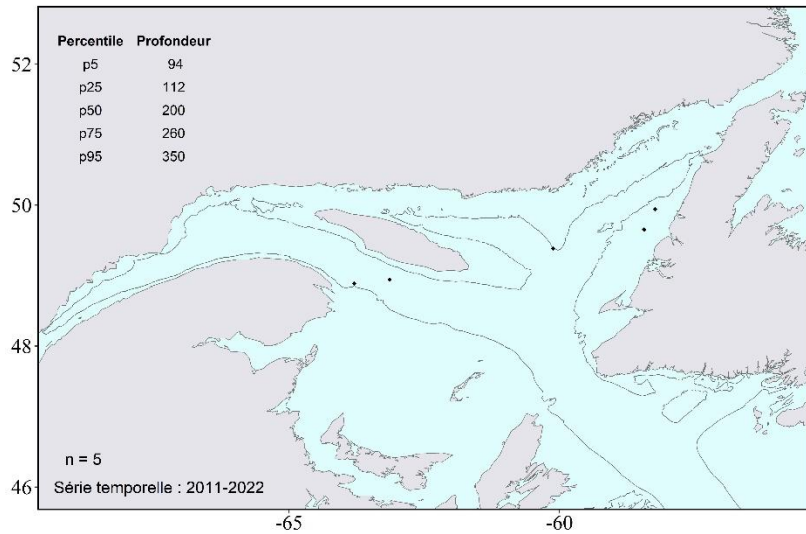 Percentile Profondeur
p5 94
p25 112
p50 200
p75 260
p95 350
52
50
48
46
n = 5
Série temporelle : 2011-2022
-65 -60